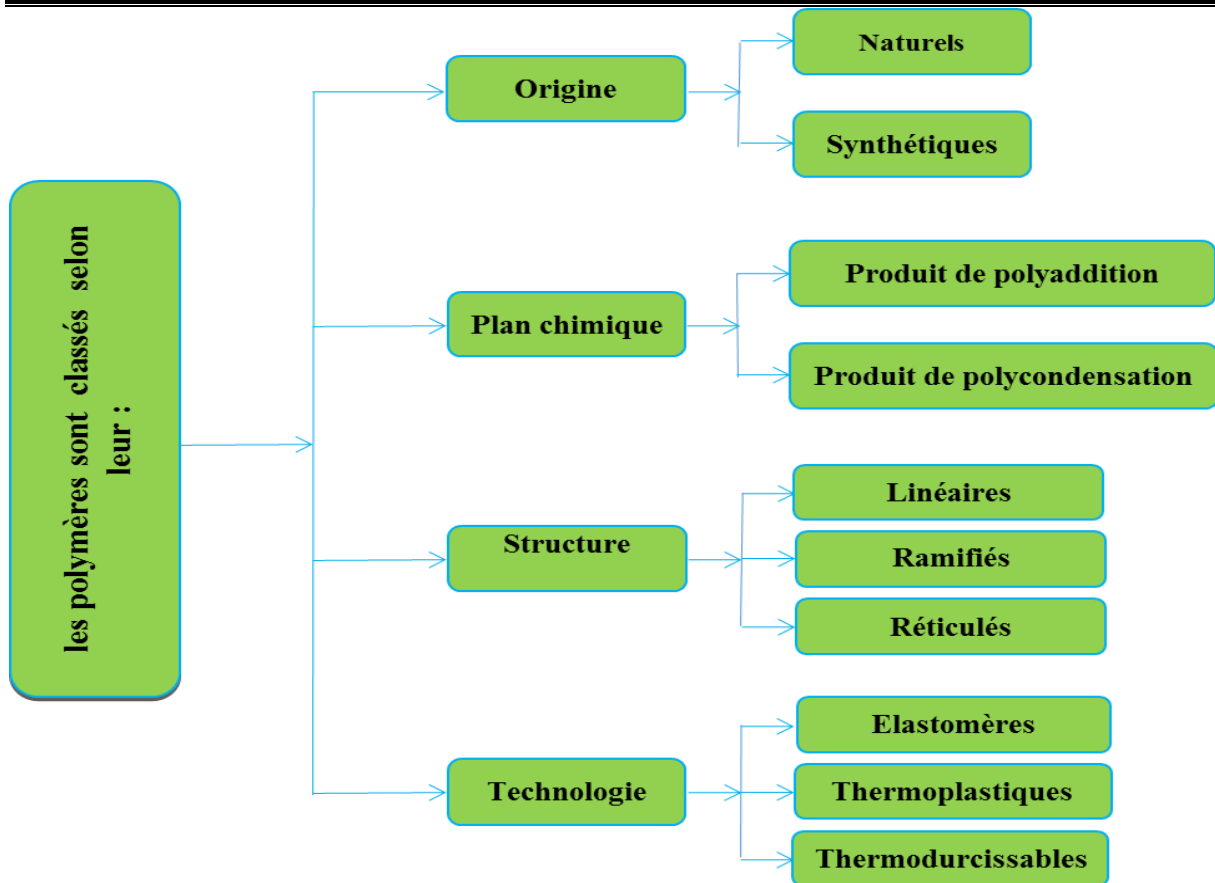 les polymères sont classés selon
leur :
Origine
Naturels
Synthétiques
Plan chimique
Produit de polyaddition
Produit de polycondensation
Structure
Linéaires
Ramifiés
Réticulés
Technologie
Elastomères
Thermoplastiques
Thermodurcissables